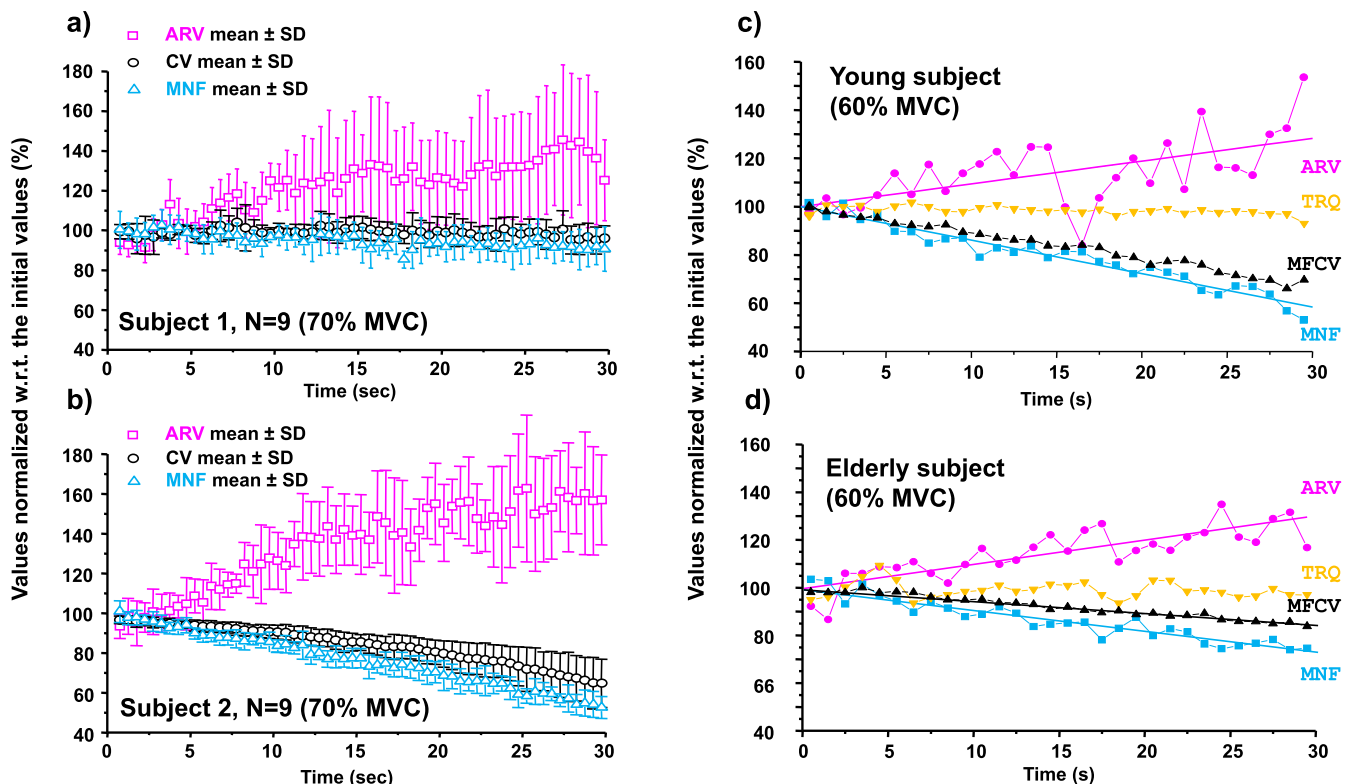 Values normalized w.r.t. the initial values (%)
a)
ARV mean ± SD
CV mean ± SD
MNF mean ± SD
180
160
140
120
100
80
60
40
Subject 1, N=9 (70% MVC)
0 5 10 15 20 25 30
Time (sec)
b)
ARV mean ± SD
CV mean ± SD
MNF mean ± SD
200
180
160
140
120
100
80
60
40
Subject 2, N=9 (70% MVC)
0 5 10 15 20 25 30
Time (sec)
Values normalized w.r.t. the initial values (%)
c)
Young subject
(60% MVC)
160
140
120
100
80
60
40
ARV
TRQ
MFCV
MNF
0 5 10 15 20 25 30
Time (s)
d)
Elderly subject
(60% MVC)
160
140
120
100
80
66
40
ARV
TRQ
MFCV
MNF
0 5 10 15 20 25 30
Time (s)